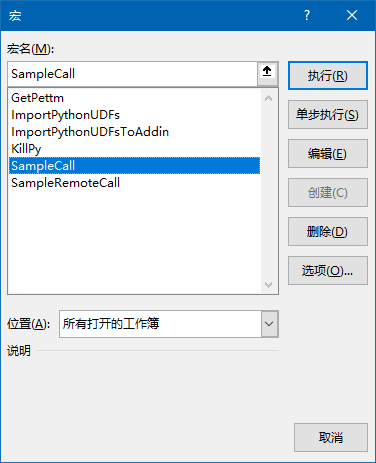 宏
?
宏名(M):
SampleCall
GetPettm
ImportPythonUDFs
ImportPythonUDFsToAddin
KillPy
SampleCall
SampleRemoteCall
执行(R)
单步执行(S)
编辑(E)
创建(C)
删除(D)
选项(O)...
位置(A):
所有打开的工作簿
说明
取消